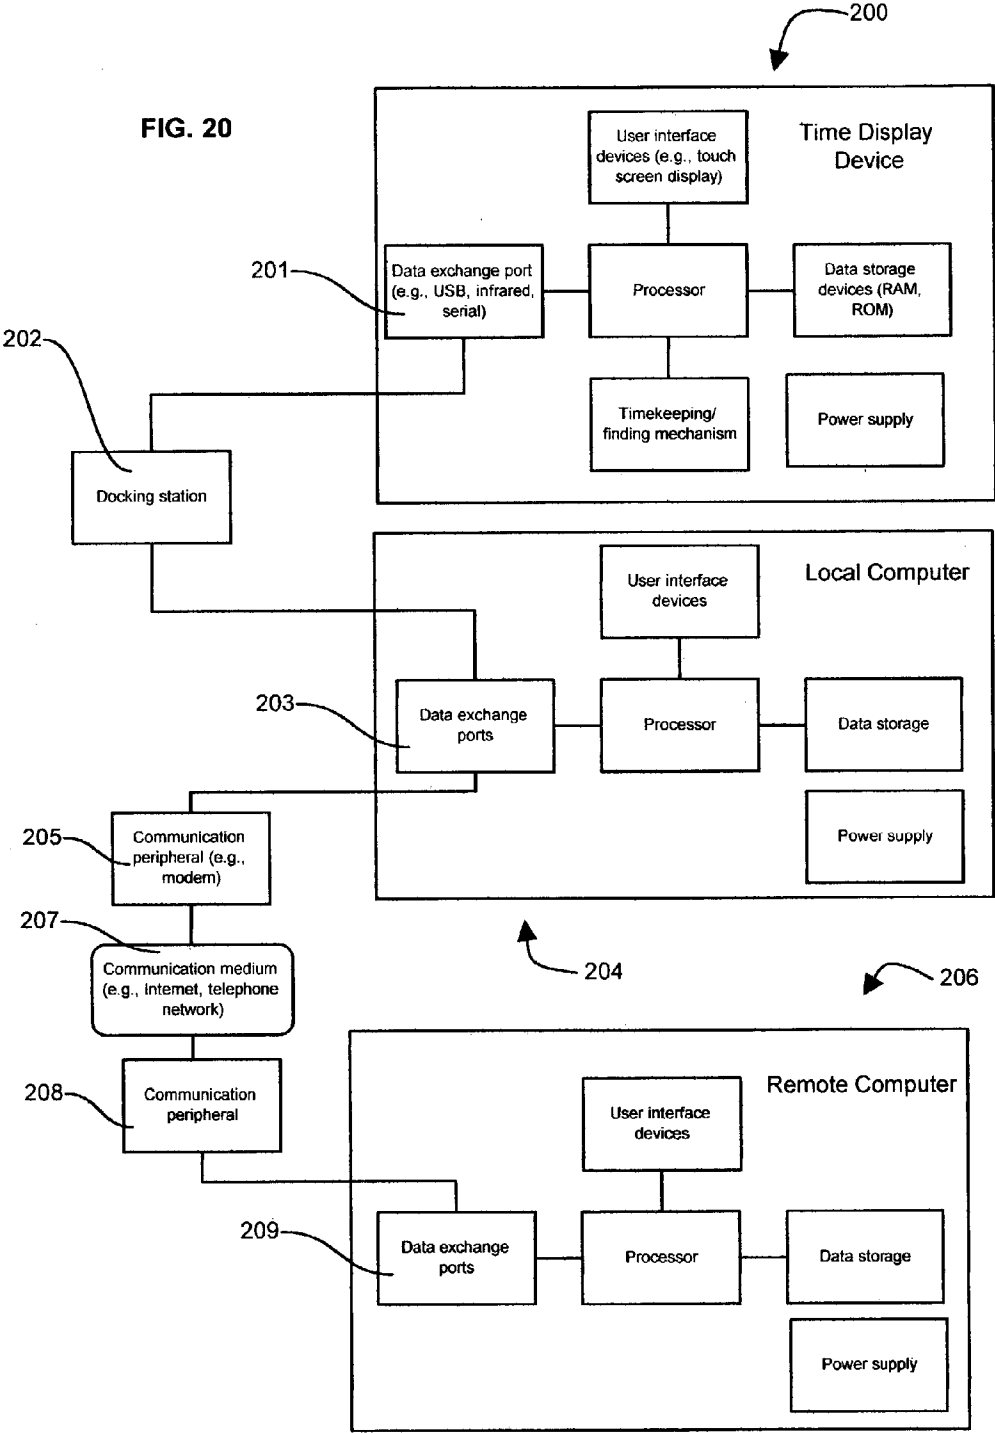 200
FIG. 20
Time Display
Device
User interface
devices (e.g., touch
screen display)
201
Data exchange port
(e.g., USB, infrared,
serial)
Processor
Data storage
devices (RAM,
ROM)
202
Timekeeping/
finding mechanism
Power supply
Docking station
Local Computer
User interface
devices
203
Data exchange
ports
Processor
Data storage
205
Communication
peripheral (e.g.,
modem)
Power supply
207
Communication medium
(e.g., internet, telephone
network)
204
206
208
Communication
peripheral
Remote Computer
User interface
devices
209
Data exchange
ports
Processor
Data storage
Power supply